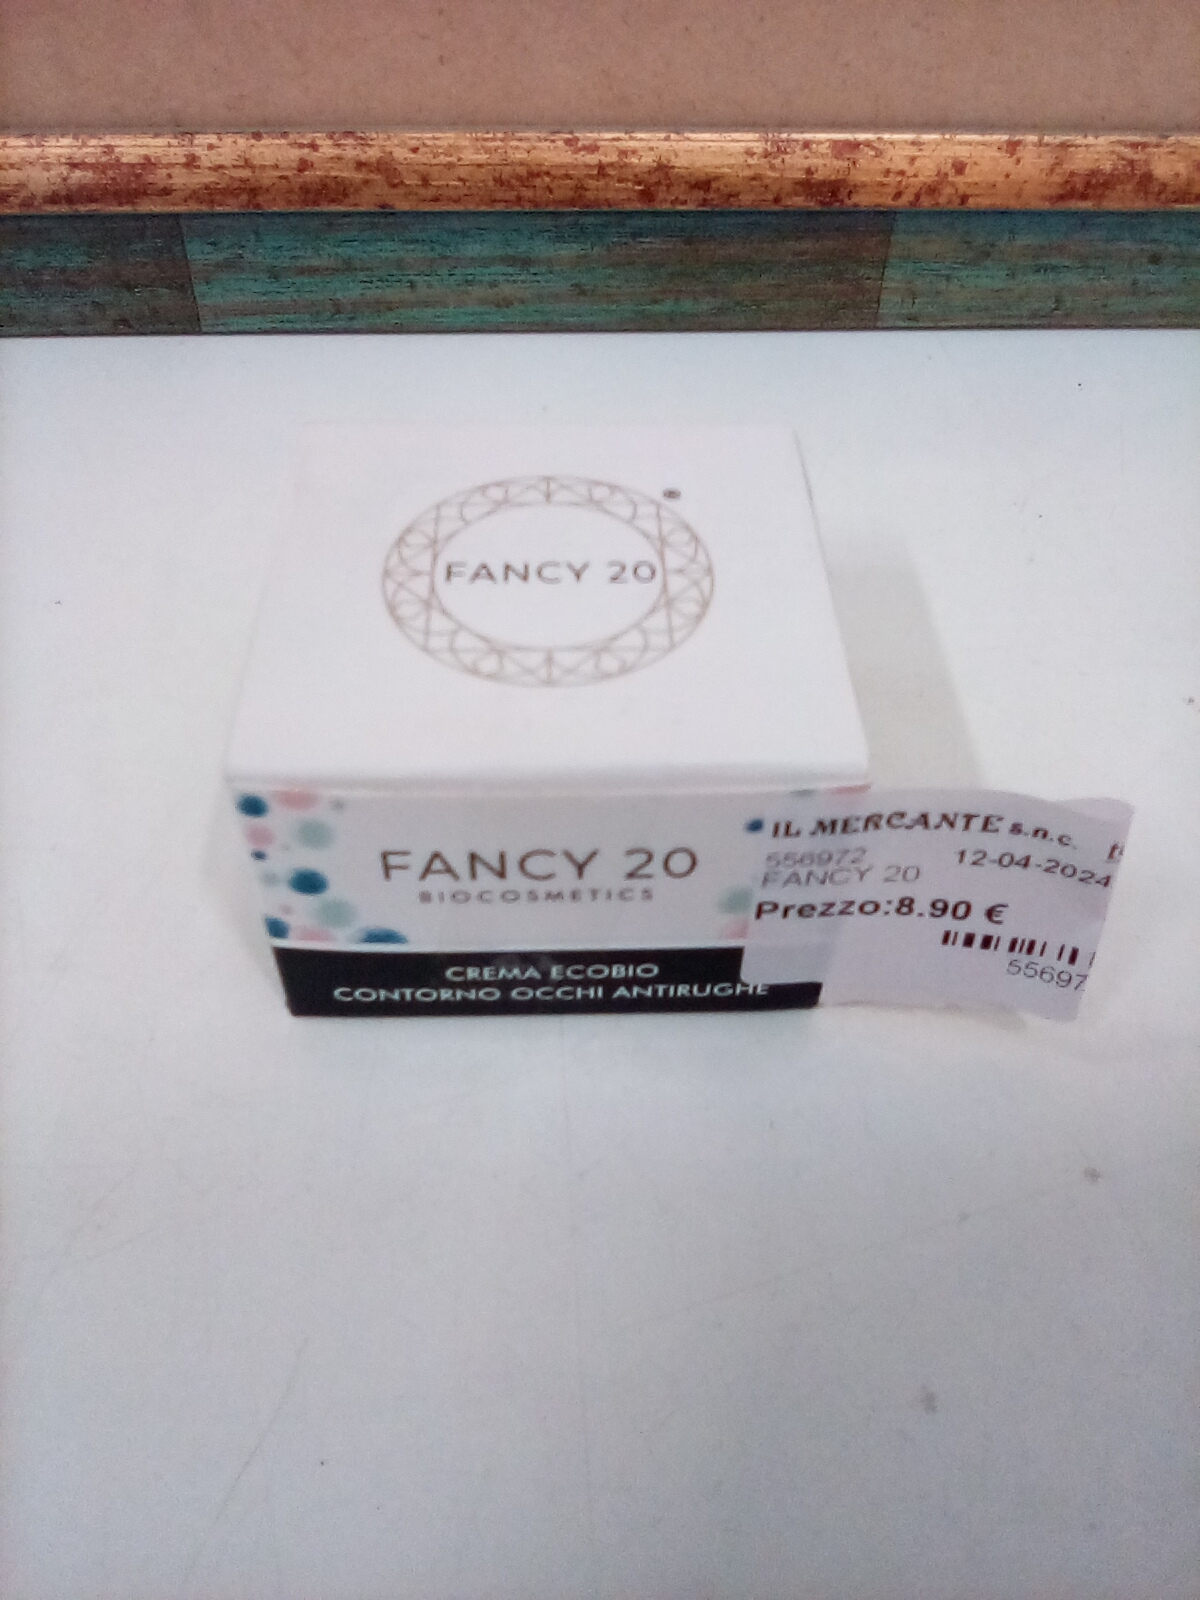 FANCY 20
®
FANCY 20
BIOCOSMETICS
CREMA ECOBIO
CONTORNO OCCHI ANTIRUGHE
IL MERCANTE s.n.c.
556972 12-04-2024
FANCY 20
Prezzo:8.90 €
55697